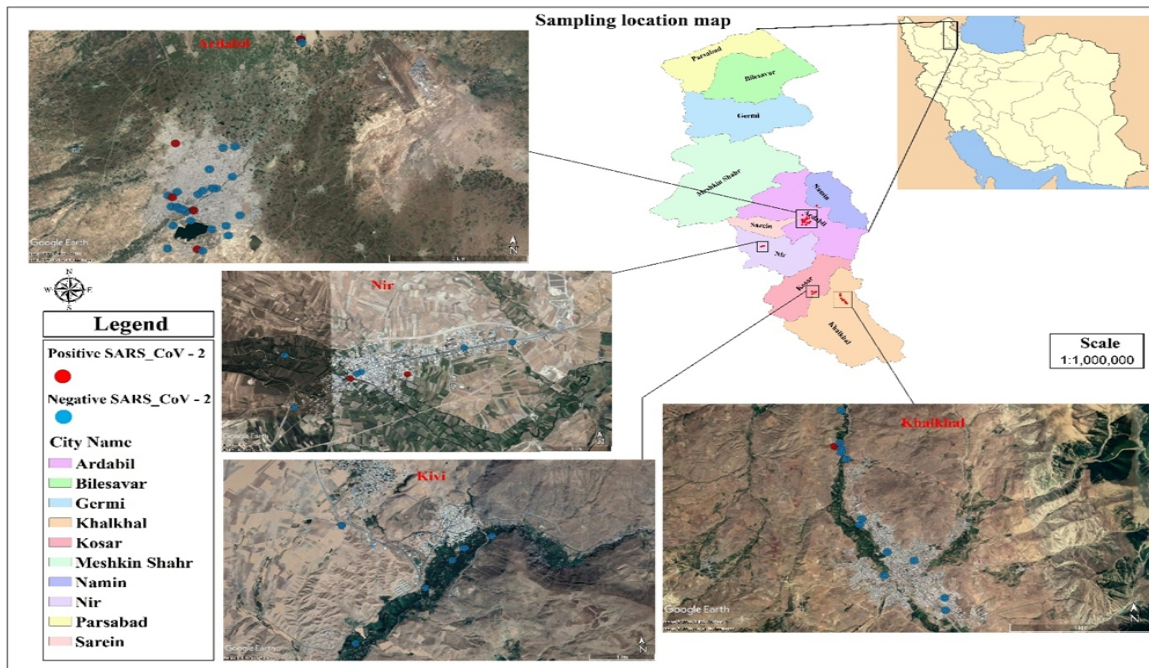 Sampling location map
Ardabil
Google Earth
N
Parsabad
Bilesavar
Germi
Meshkin Shahr
Namin
Ardabil
Sarein
Nir
Kosar
Khalkhal
W
N
E
S
Nir
Google Earth
N
Legend
Positive SARS_CoV - 2
Negative SARS_CoV - 2
City Name
Ardabil
Bilesavar
Germi
Khalkhal
Kosar
Meshkin Shahr
Namin
Nir
Parsabad
Sarein
Scale
1:1,000,000
Kivi
Google Earth
N
Khalkhal
Google Earth
N